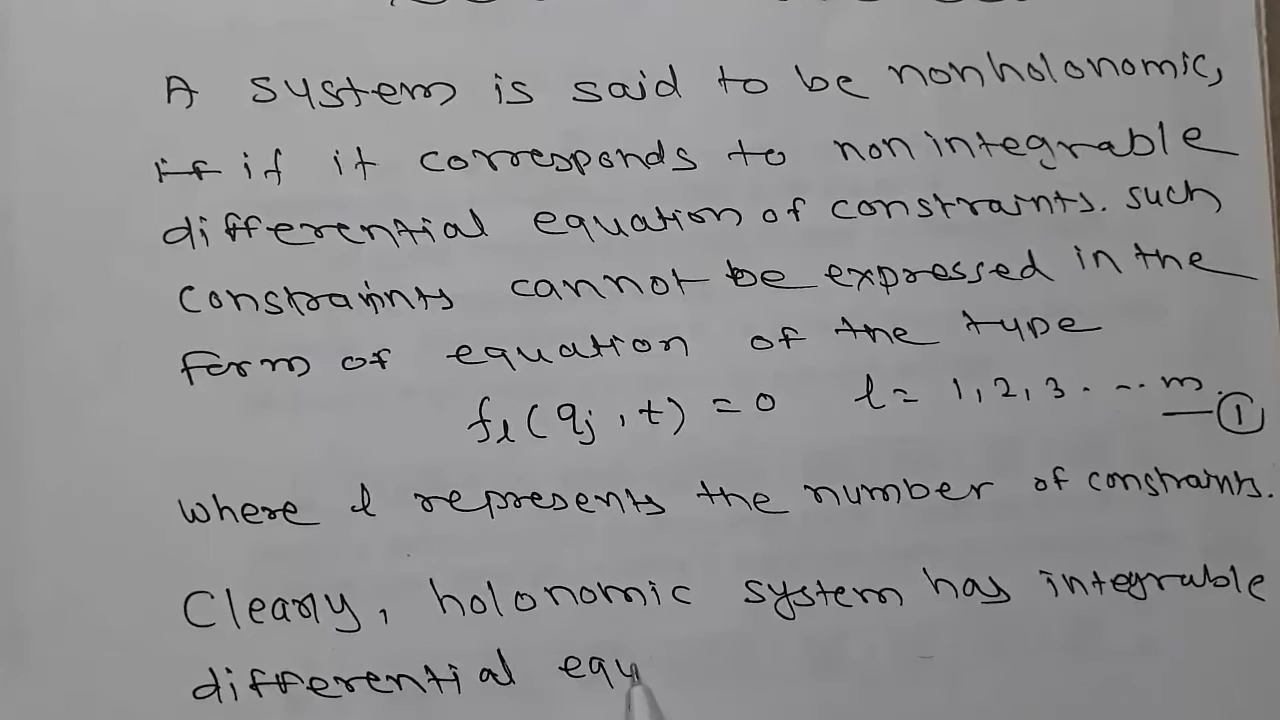 A system is said to be nonholonomic,
if if it corresponds to non integrable
differential equation of constraints. such
constraints cannot be expressed in the
form of equation of the type
fl(qj, t) = 0 l = 1, 2, 3 - -- m. — ①
where l represents the number of constraints.
Clearly, holonomic system has integrable
differential equ